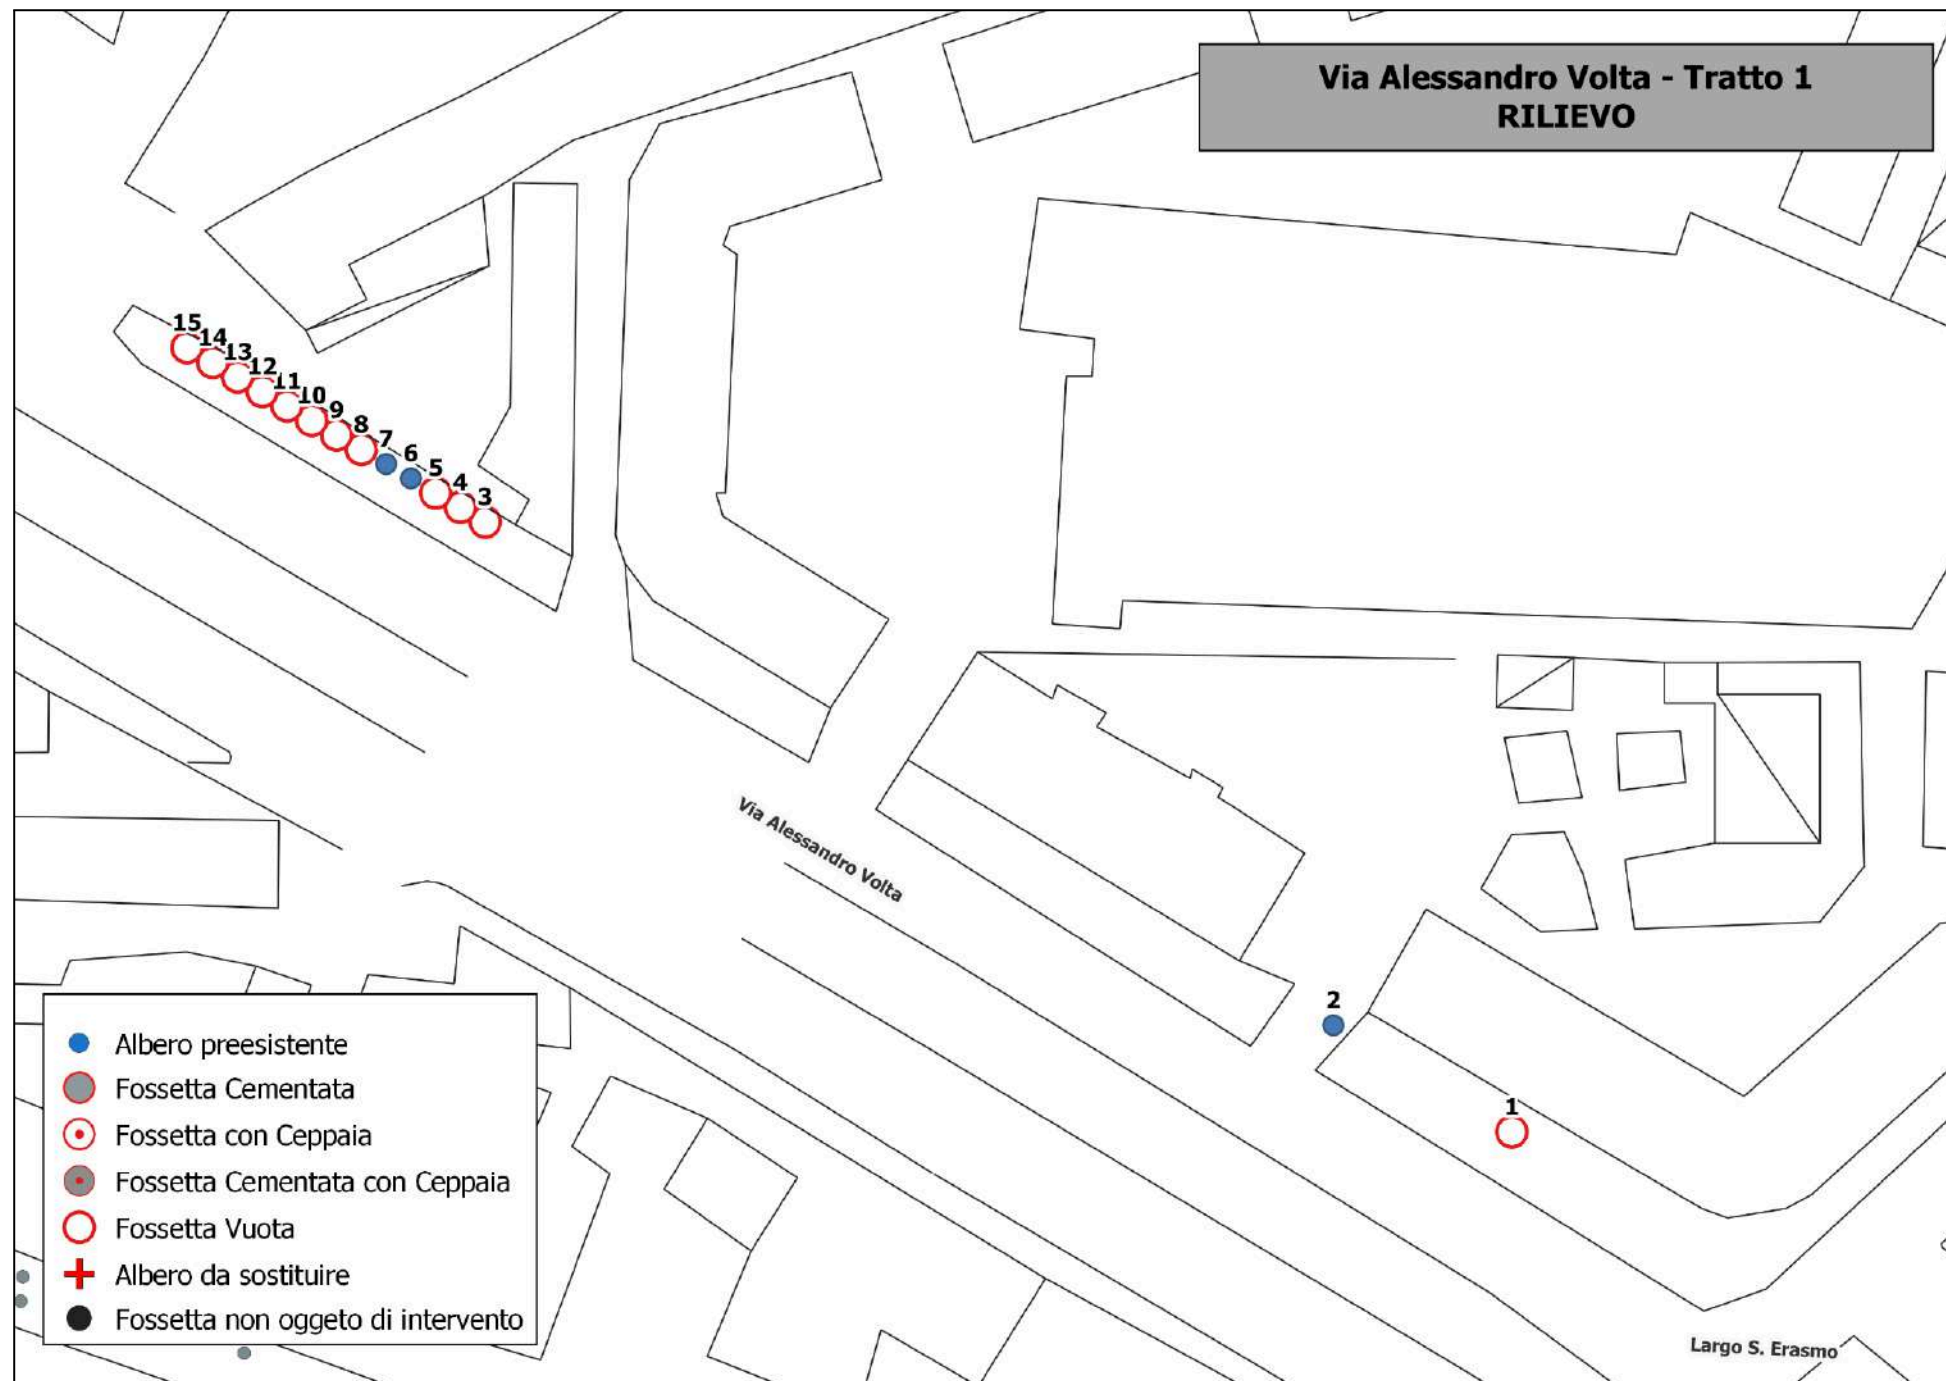 Via Alessandro Volta - Tratto 1
RILIEVO
15
14
13
12
11
10
9
8
7
6
5
4
3
Via Alessandro Volta
2
1
Albero preesistente
Fossetta Cementata
Fossetta con Ceppaia
Fossetta Cementata con Ceppaia
Fossetta Vuota
Albero da sostituire
Fossetta non oggeto di intervento
Largo S. Erasmo